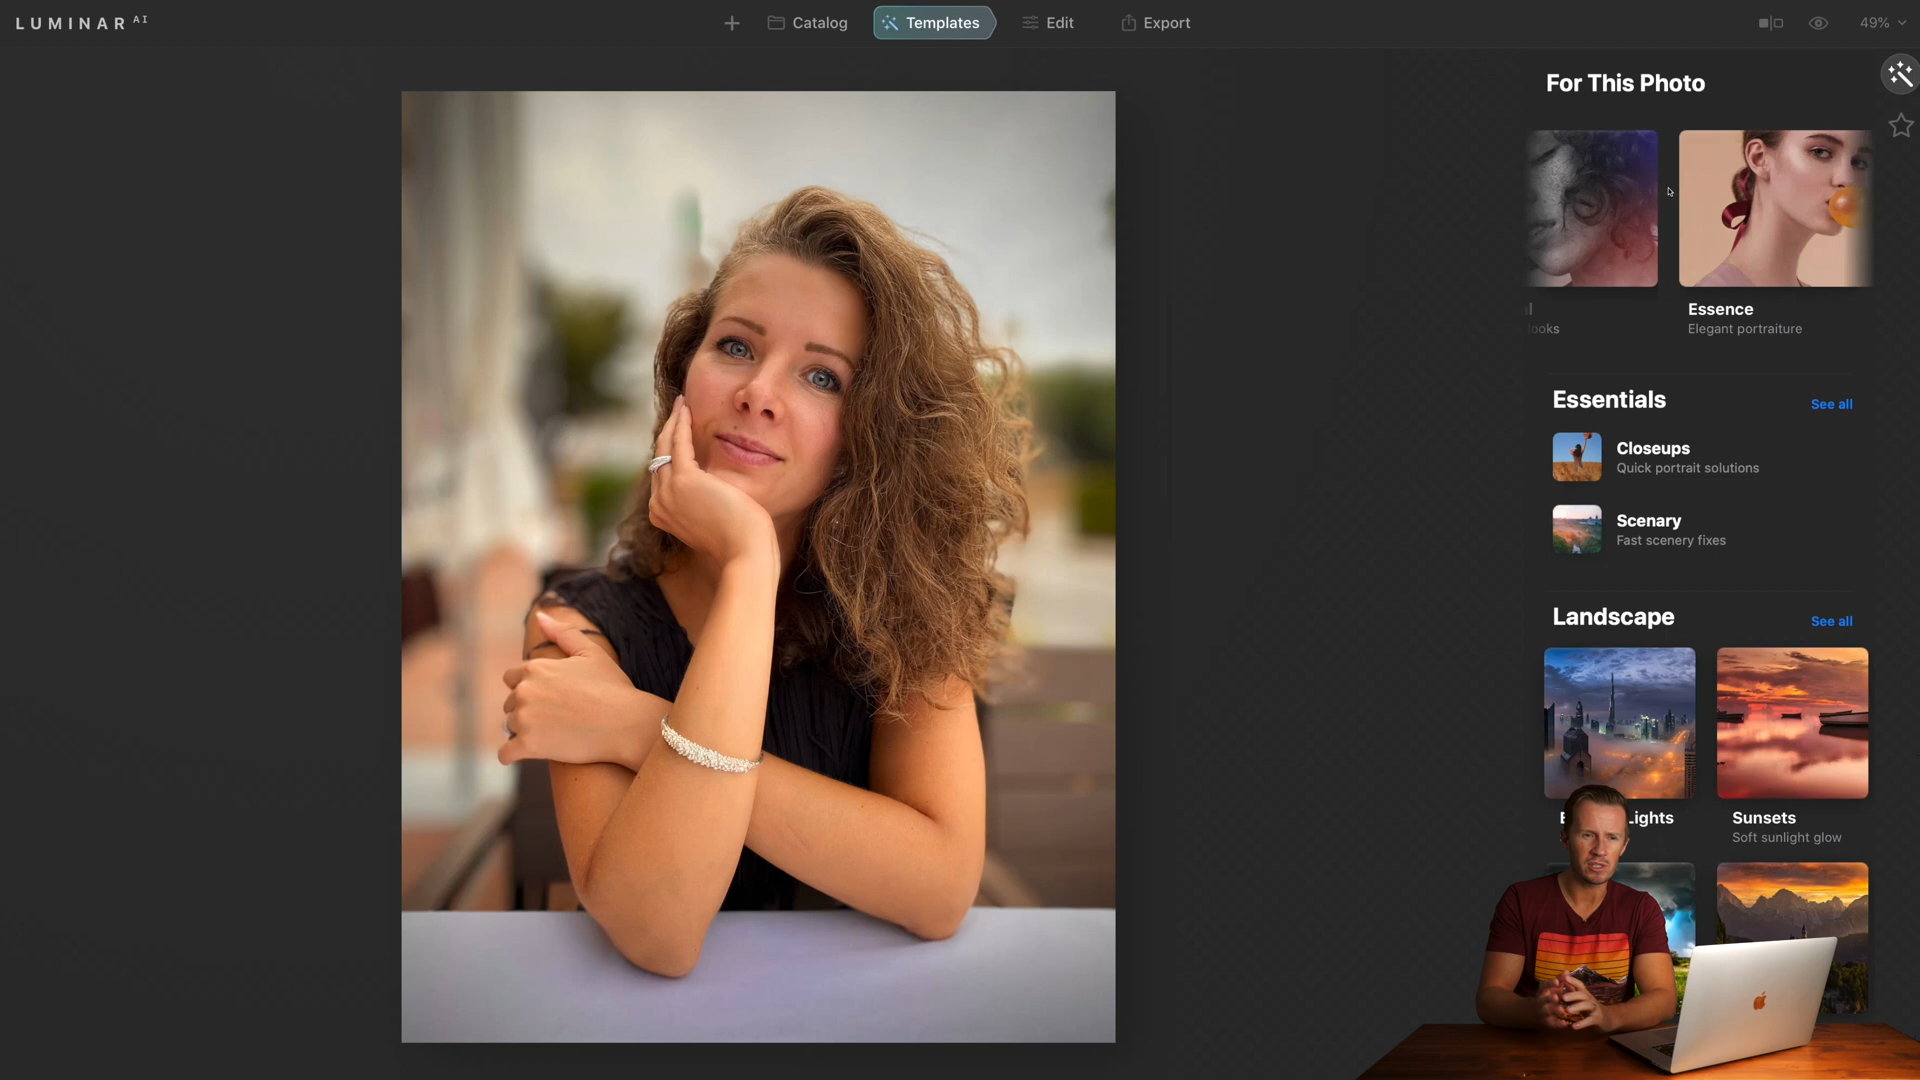 LUMINAR AI
Catalog
Templates
Edit
Export
49%
For This Photo
Essence
Elegant portraiture
Essentials
See all
Closeups
Quick portrait solutions
Scenary
Fast scenery fixes
Landscape
See all
Lights
Sunsets
Soft sunlight glow